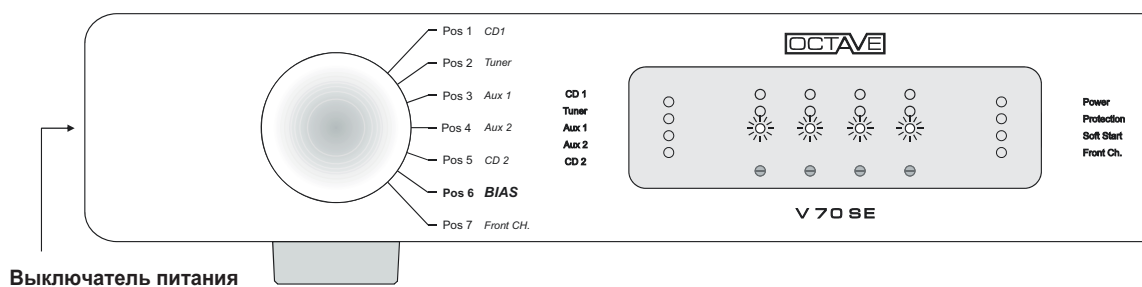 Pos 1 CD1
Pos 2 Tuner
Pos 3 Aux 1
Pos 4 Aux 2
Pos 5 CD 2
Pos 6 BIAS
Pos 7 Front CH.
CD 1
Tuner
Aux 1
Aux 2
CD 2
OCTAVE
Power
Protection
Soft Start
Front Ch.
V 70 SE
Выключатель питания